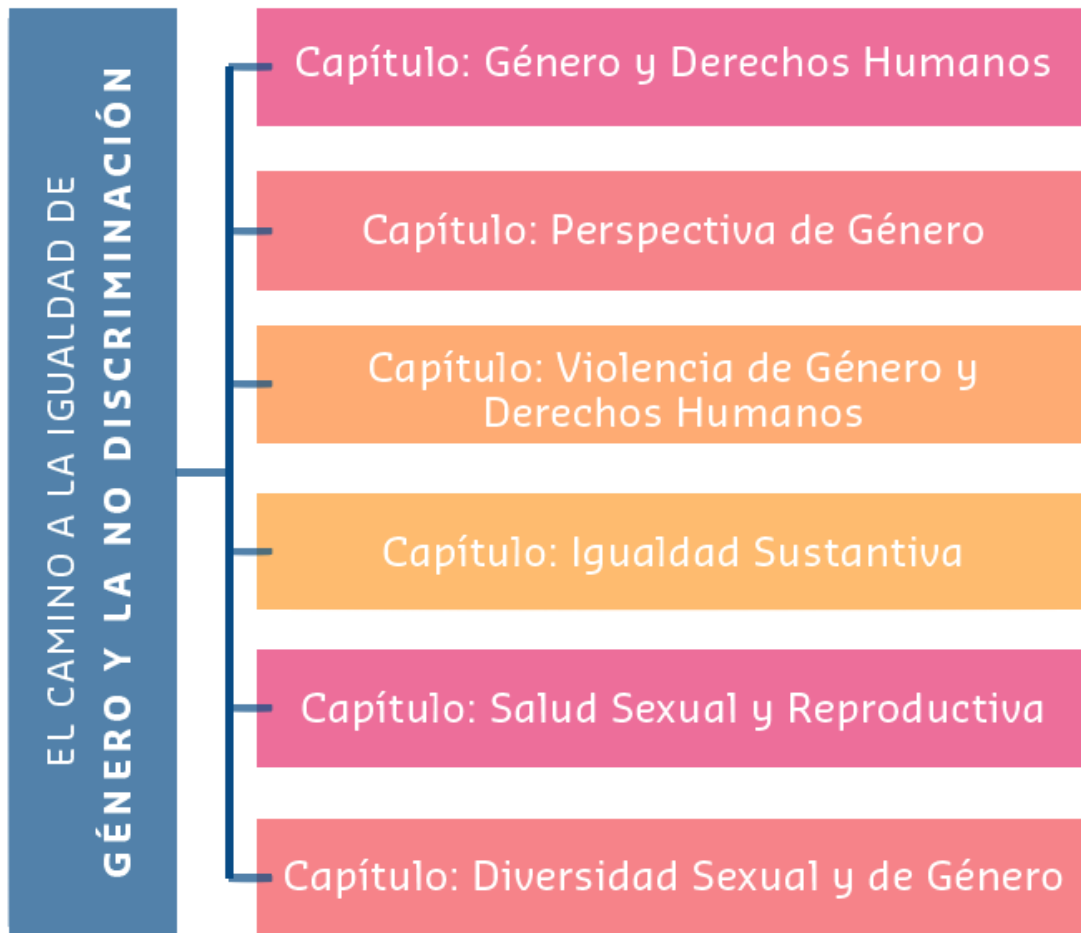 EL CAMINO A LA IGUALDAD DE
GÉNERO Y LA NO DISCRIMINACIÓN
Capítulo: Género y Derechos Humanos
Capítulo: Perspectiva de Género
Capítulo: Violencia de Género y
Derechos Humanos
Capítulo: Igualdad Sustantiva
Capítulo: Salud Sexual y Reproductiva
Capítulo: Diversidad Sexual y de Género